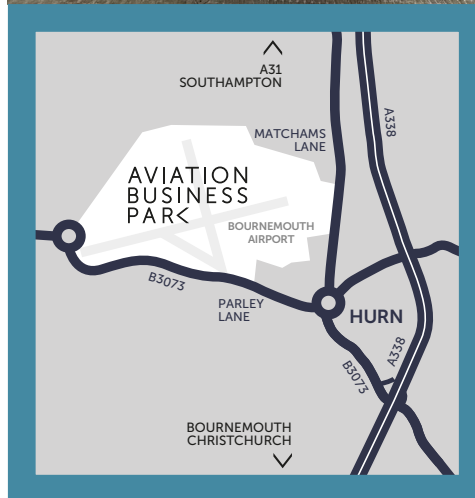 A31
SOUTHAMPTON
A338
MATCHAMS
LANE
AVIATION
BUSINESS
PARK
BOURNEMOUTH
AIRPORT
B3073
PARLEY
LANE
HURN
A338
B3073
BOURNEMOUTH
CHRISTCHURCH